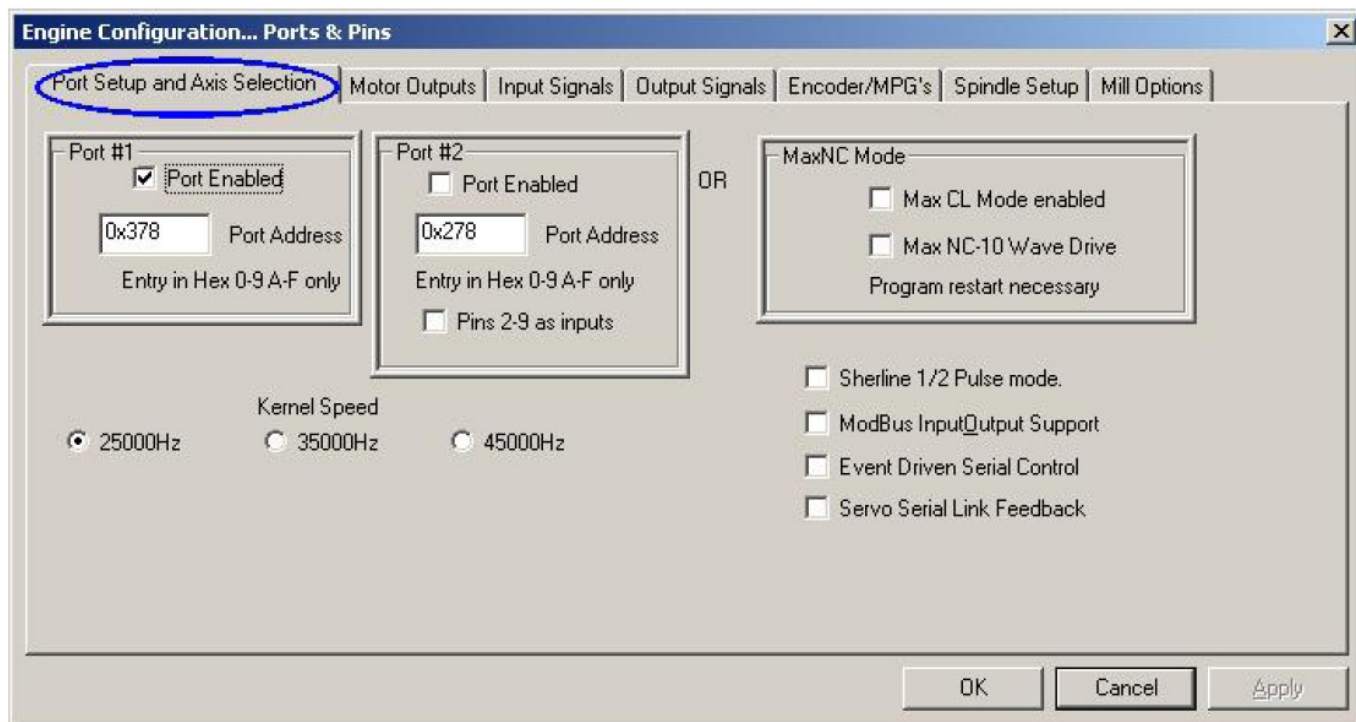 Engine Configuration... Ports & Pins
Port Setup and Axis Selection
Motor Outputs
Input Signals
Output Signals
Encoder/MPG's
Spindle Setup
Mill Options
Port #1
Port Enabled
0x378
Port Address
Entry in Hex 0-9 A-F only
Port #2
Port Enabled
0x278
Port Address
Entry in Hex 0-9 A-F only
Pins 2-9 as inputs
OR
MaxNC Mode
Max CL Mode enabled
Max NC-10 Wave Drive
Program restart necessary
Kernel Speed
25000Hz
35000Hz
45000Hz
Sherline 1/2 Pulse mode.
ModBus InputOutput Support
Event Driven Serial Control
Servo Serial Link Feedback
OK
Cancel
Apply